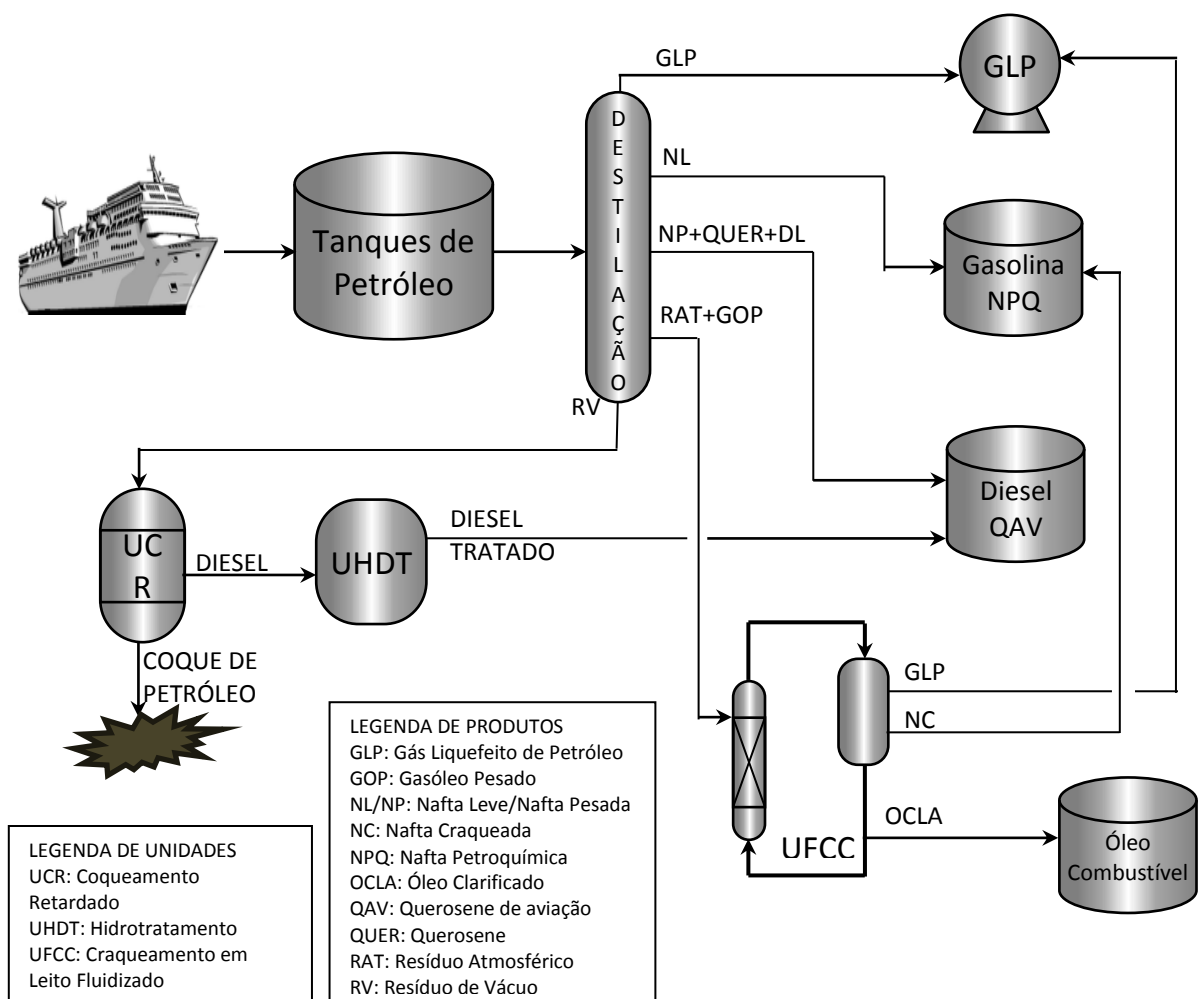 GLP
GLP
NL
NP+QUER+DL
RAT+GOP
RV
DESTILAÇÃO
Tanques de
Petróleo
Gasolina
NPQ
Diesel
QAV
UC
R
DIESEL
UHDT
DIESEL
TRATADO
COQUE DE
PETRÓLEO
GLP
NC
OCLA
UFCC
Óleo
Combustível
LEGENDA DE UNIDADES
UCR: Coqueamento
Retardado
UHDT: Hidrotratamento
UFCC: Craqueamento em
Leito Fluidizado
LEGENDA DE PRODUTOS
GLP: Gás Liquefeito de Petróleo
GOP: Gasóleo Pesado
NL/NP: Nafta Leve/Nafta Pesada
NC: Nafta Craqueada
NPQ: Nafta Petroquímica
OCLA: Óleo Clarificado
QAV: Querosene de aviação
QUER: Querosene
RAT: Resíduo Atmosférico
RV: Resíduo de Vácuo